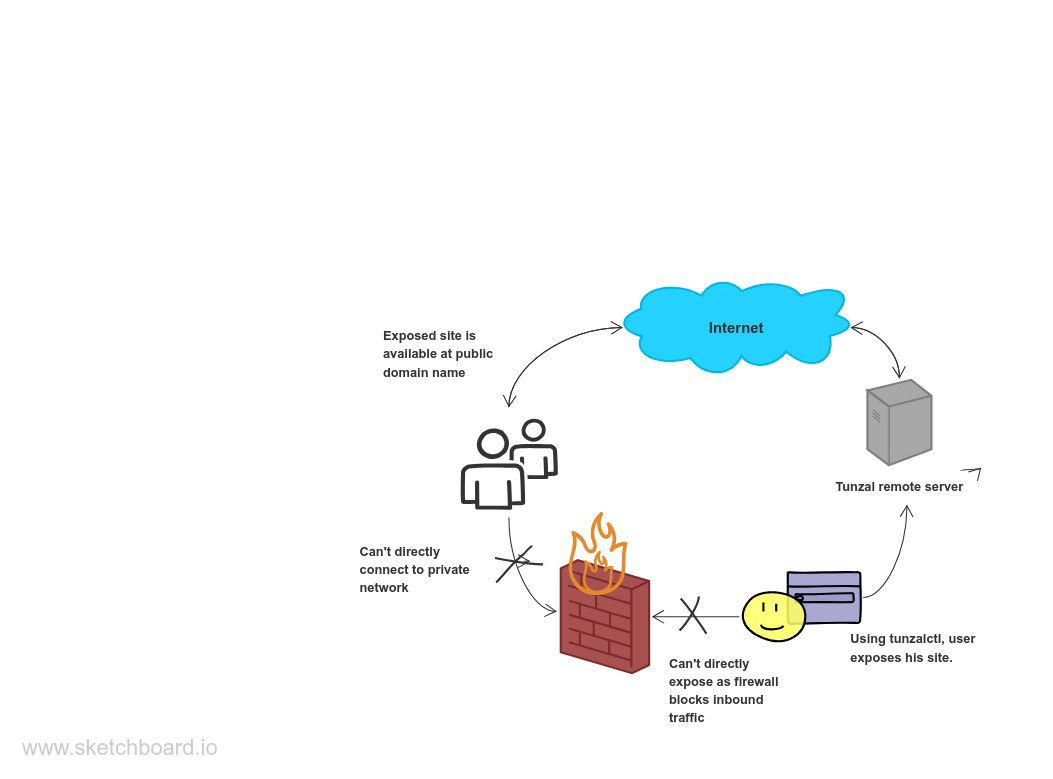 Internet
Exposed site is
available at public
domain name
Tunzal remote server
Can't directly
connect to private
network
Using tunzalctl, user
exposes his site.
Can't directly
expose as firewall
blocks inbound
traffic
www.sketchboard.io